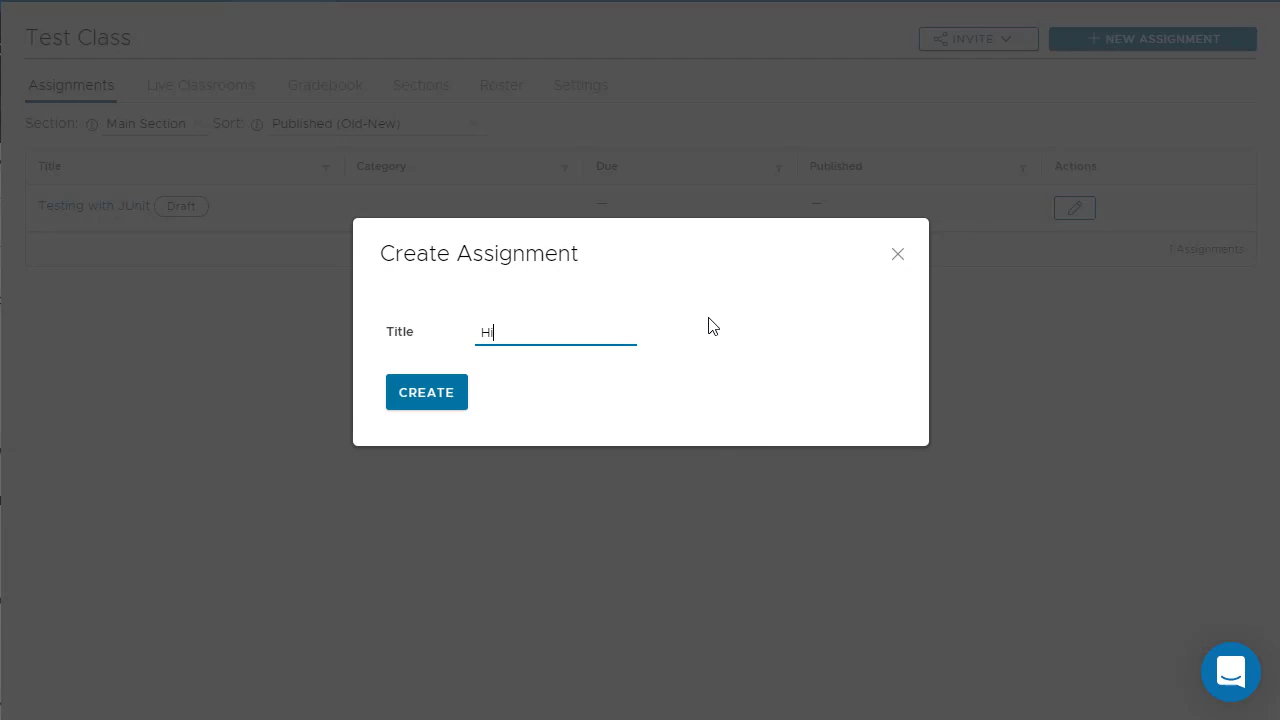 Test Class
INVITE
+ NEW ASSIGNMENT
Assignments Live Classrooms Gradebook Sections Roster Settings
Section: Main Section Sort: Published (Old-New)
Title Category Due Published Actions
Testing with JUnit Draft — —
1 Assignments
Create Assignment
Title Hi
CREATE